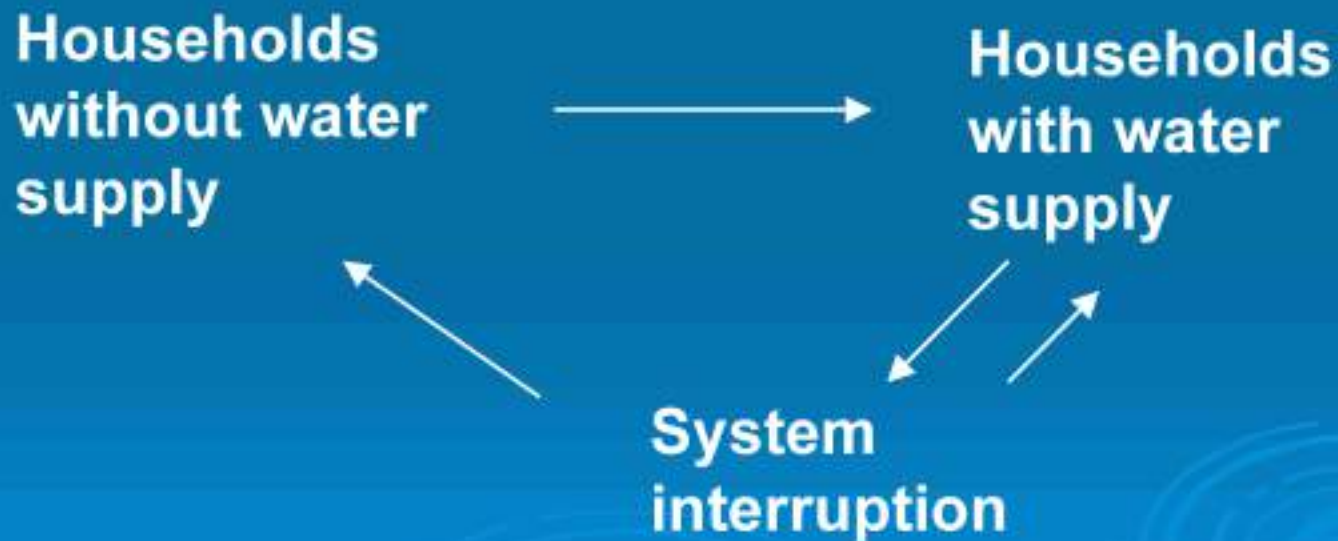 Households
without water
supply
Households
with water
supply
System
interruption